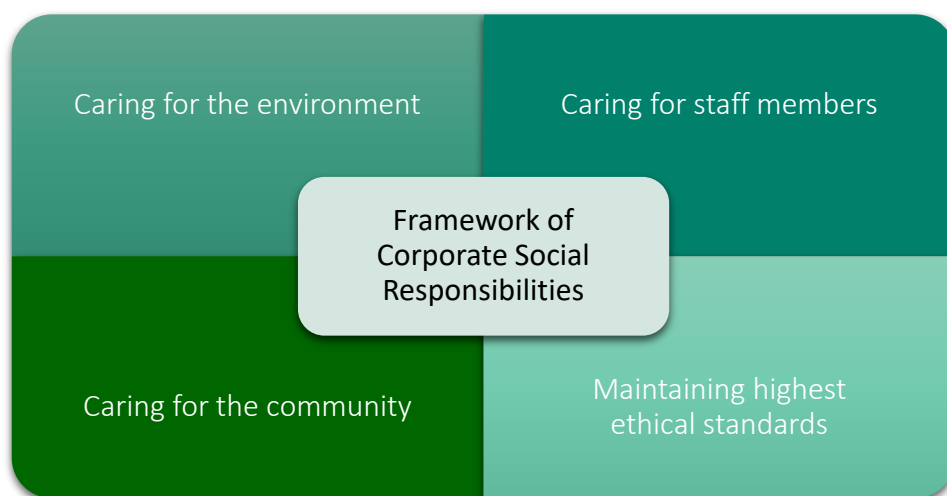 Caring for the environment
Caring for staff members
Framework of
Corporate Social
Responsibilities
Caring for the community
Maintaining highest
ethical standards